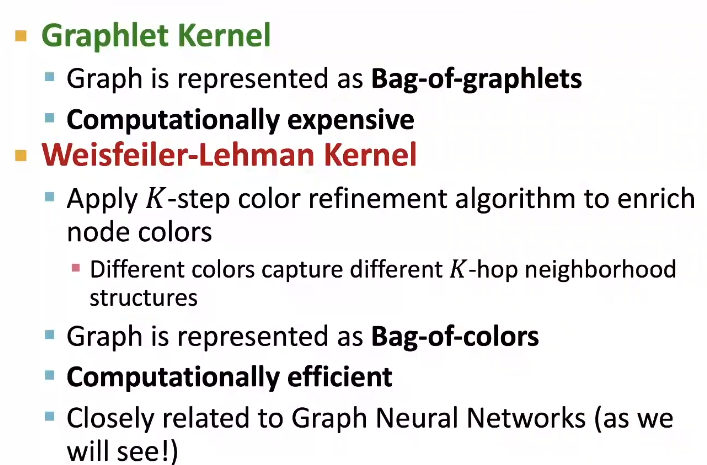 Graphlet Kernel
Graph is represented as Bag-of-graphlets
Computationally expensive
Weisfeiler-Lehman Kernel
Apply K-step color refinement algorithm to enrich
node colors
Different colors capture different K-hop neighborhood
structures
Graph is represented as Bag-of-colors
Computationally efficient
Closely related to Graph Neural Networks (as we
will see!)